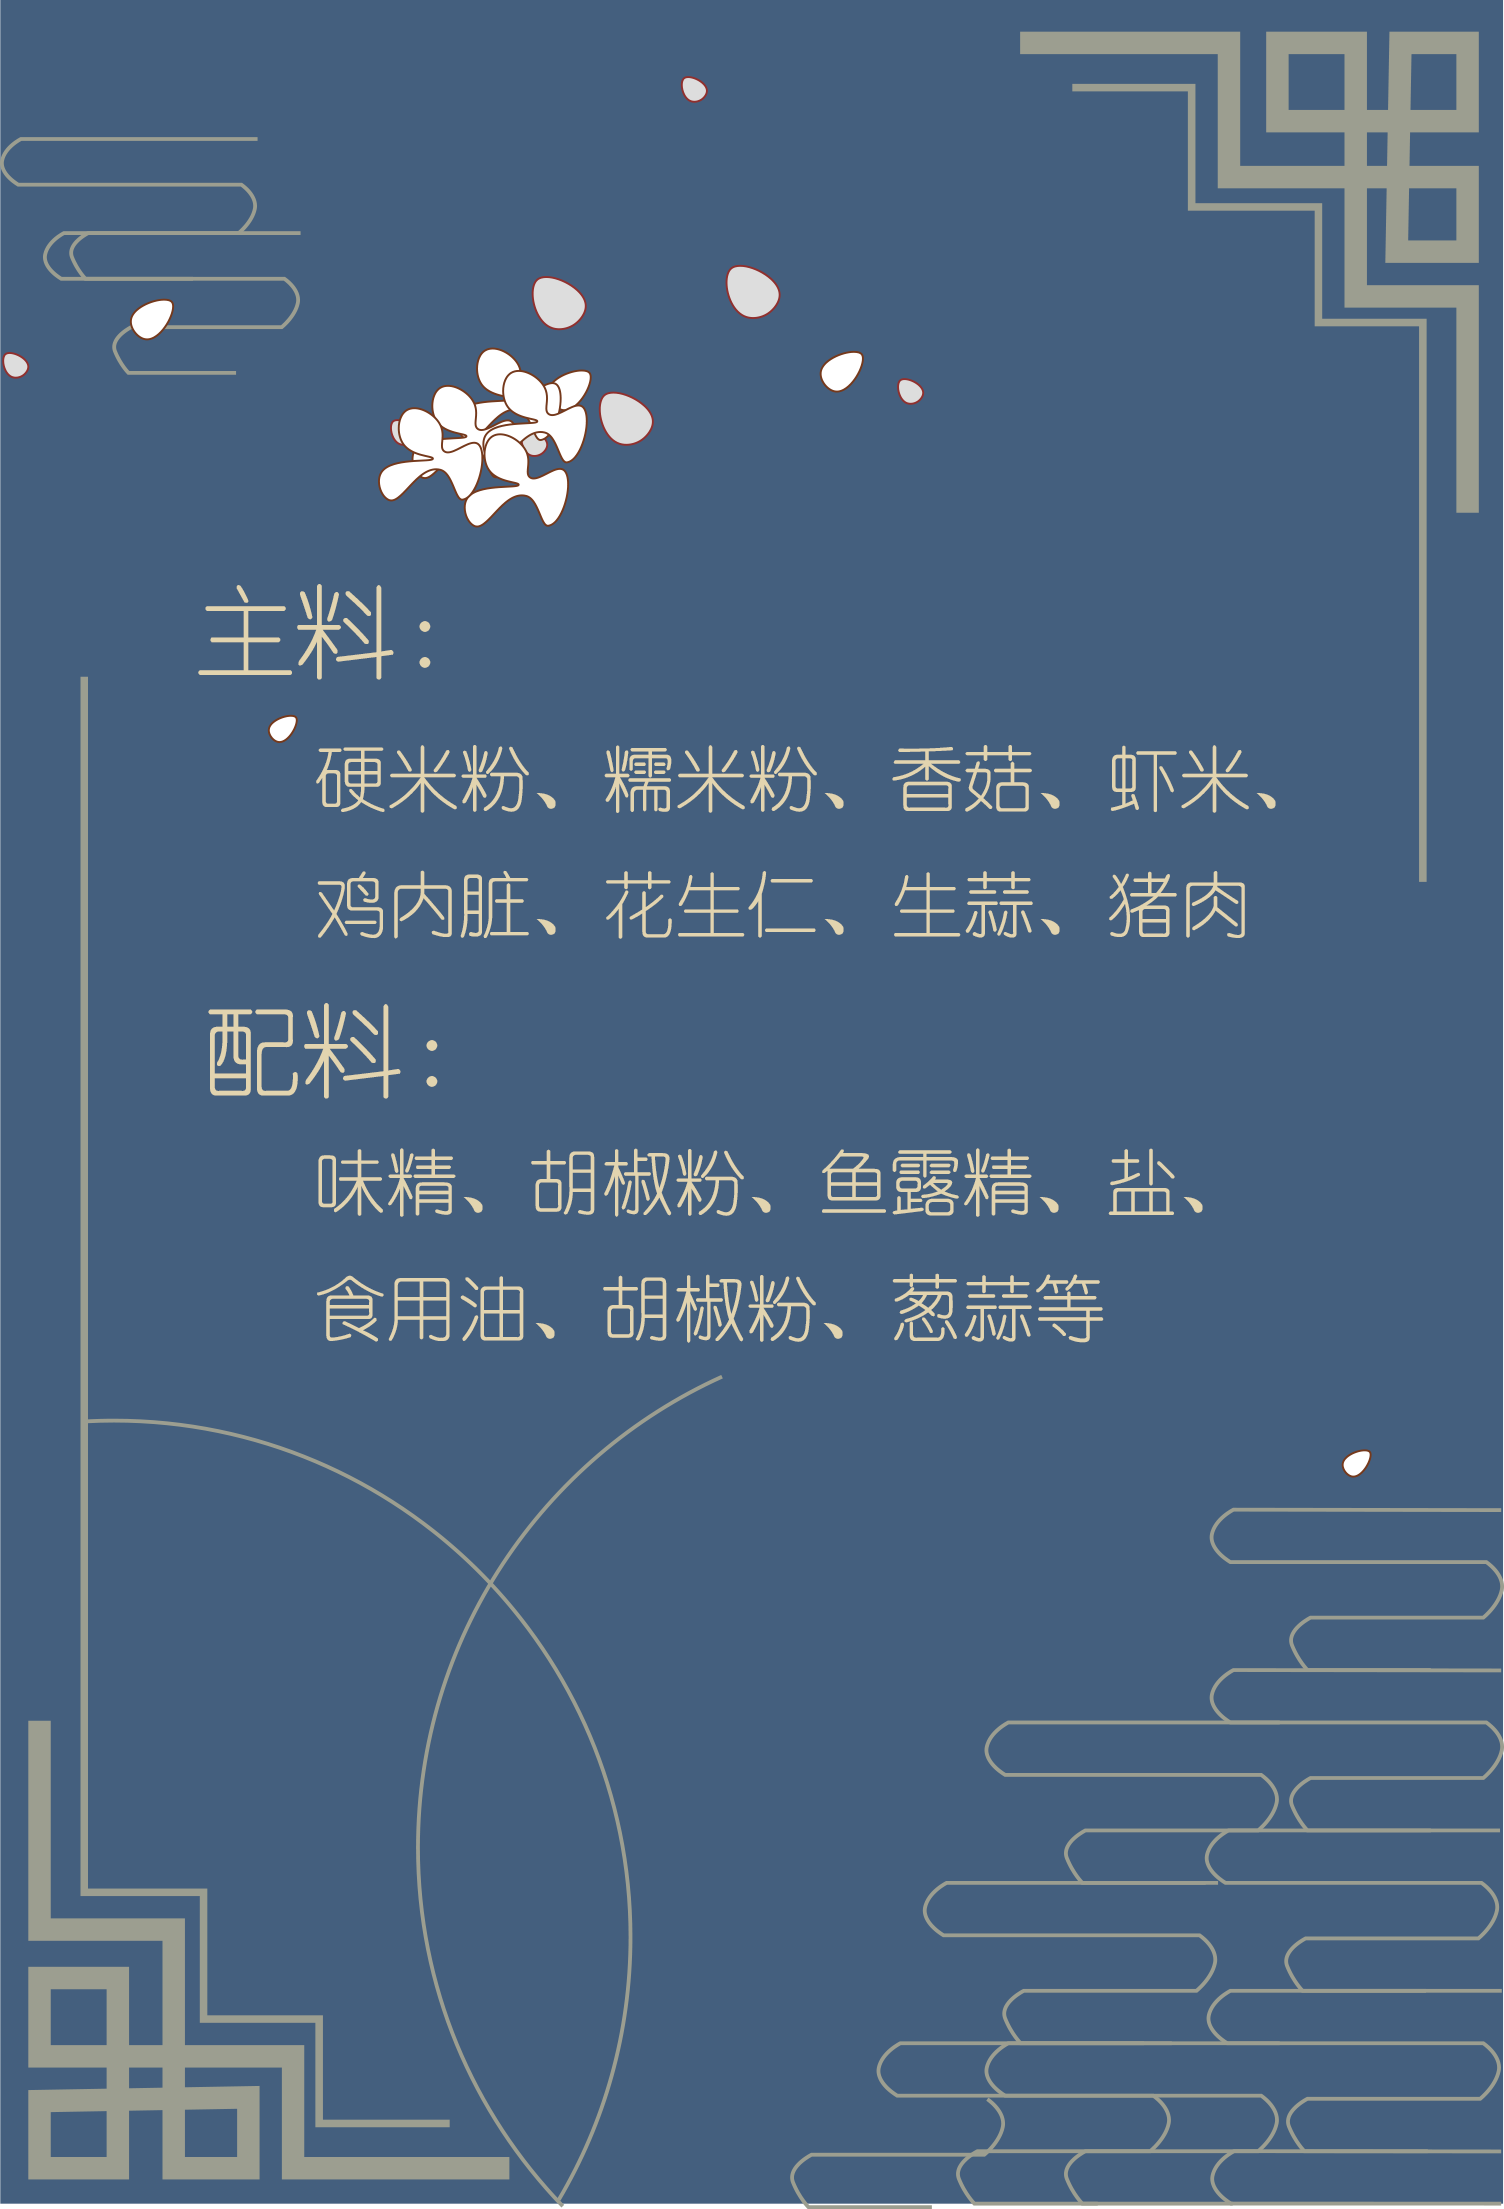 主料：
硬米粉、糯米粉、香菇、虾米、
鸡内脏、花生仁、生蒜、猪肉
配料：
味精、胡椒粉、鱼露精、盐、
食用油、胡椒粉、葱蒜等